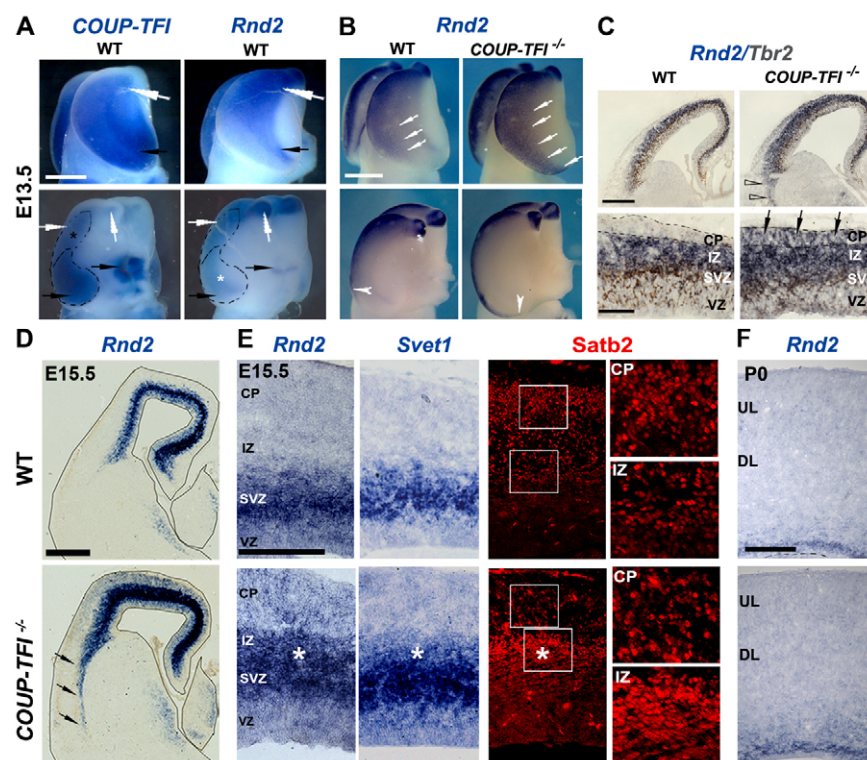 A
COUP-TFI
WT
Rnd2
WT
E13.5
B
Rnd2
WT
COUP-TFI -/-
*
*
*
C
Rnd2/Tbr2
WT
COUP-TFI -/-
CP
IZ
SVZ
VZ
CP
IZ
SVZ
VZ
D
Rnd2
E15.5
WT
COUP-TFI -/-
E
Rnd2
Svet1
Satb2
E15.5
CP
IZ
SVZ
VZ
CP
IZ
CP
IZ
*
SVZ
VZ
*
*
CP
IZ
F
Rnd2
P0
UL
DL
UL
DL